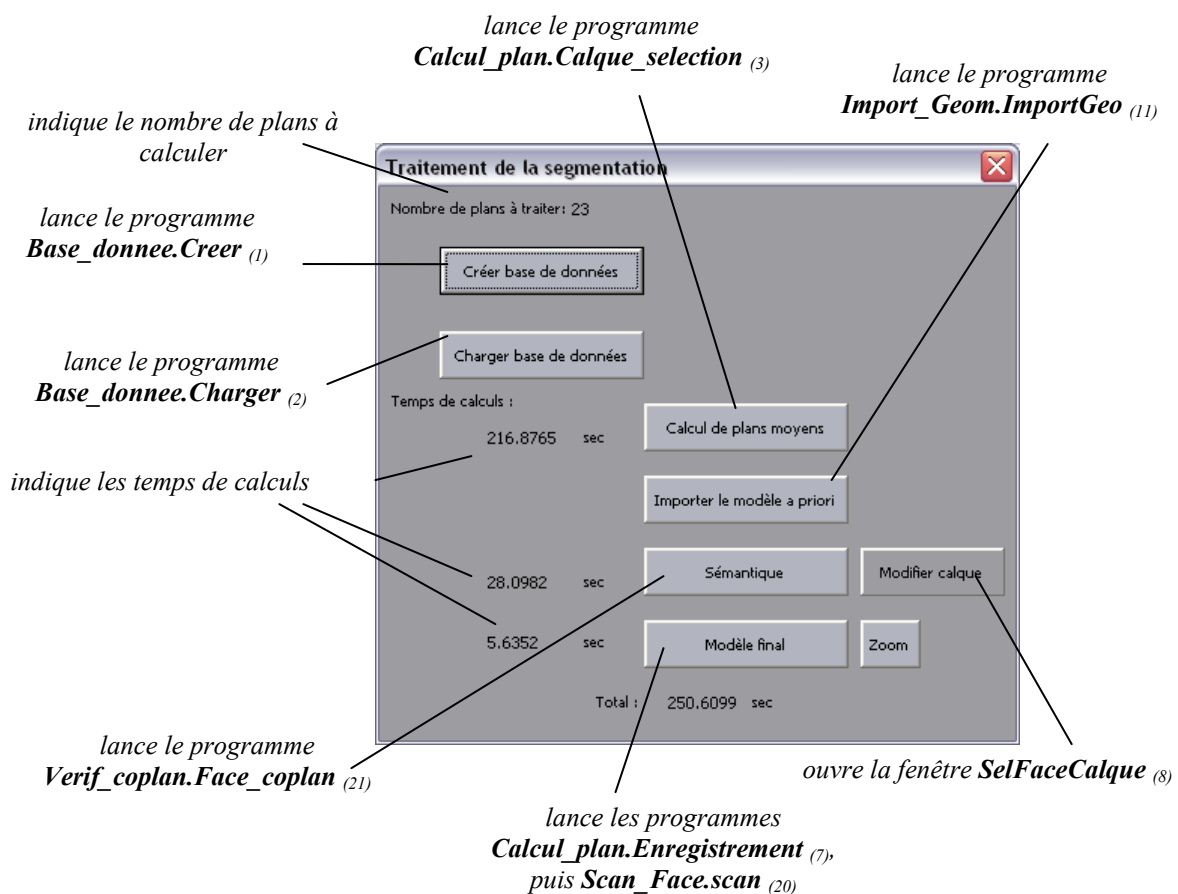 lance le programme
Calcul_plan.Calque_selection (3)
lance le programme
Import_Geom.ImportGeo (11)
indique le nombre de plans à
calculer
Traitement de la segmentation
Nombre de plans à traiter: 23
lance le programme
Base_donnee.Creer (1)
Créer base de données
lance le programme
Base_donnee.Charger (2)
Charger base de données
Temps de calculs :
216.8765 sec
Calcul de plans moyens
indique les temps de calculs
Importer le modèle a priori
28.0982 sec
Sémantique
Modifier calque
5.6352 sec
Modèle final
Zoom
Total : 250.6099 sec
lance le programme
Verif_coplan.Face_coplan (21)
ouvre la fenêtre SelFaceCalque (8)
lance les programmes
Calcul_plan.Enregistrement (7),
puis Scan_Face.scan (20)